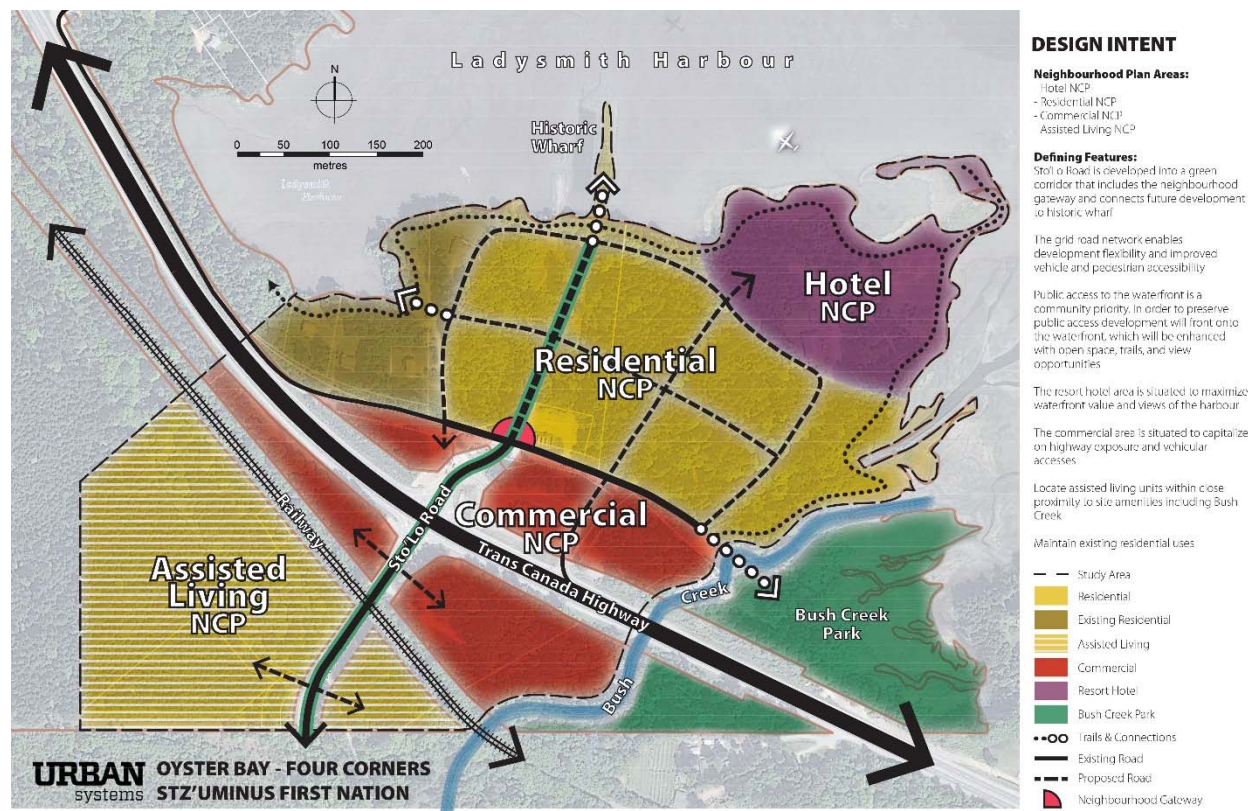 Ladysmith Harbour
N
0 50 100 150 200
metres
Historic
Wharf
Ladysmith
Harbour
Hotel
NCP
Residential
NCP
Commercial
NCP
Assisted
Living
NCP
Railway
Sto'Lo Road
Trans Canada Highway
Bush
Creek
Bush Creek
Park
URBAN
systems
OYSTER BAY - FOUR CORNERS
STZ'UMINUS FIRST NATION
DESIGN INTENT
Neighbourhood Plan Areas:
Hotel NCP
- Residential NCP
- Commercial NCP
Assisted Living NCP
Defining Features:
Sto'Lo Road is developed into a green
corridor that includes the neighbourhood
gateway and connects future development
to historic wharf
The grid road network enables
development flexibility and improved
vehicle and pedestrian accessibility
Public access to the waterfront is a
community priority. In order to preserve
public access development will front onto
the waterfront, which will be enhanced
with open space, trails, and view
opportunities
The resort hotel area is situated to maximize
waterfront value and views of the harbour
The commercial area is situated to capitalize
on highway exposure and vehicular
accesses
Locate assisted living units within close
proximity to site amenities including Bush
Creek
Maintain existing residential uses
Study Area
Residential
Existing Residential
Assisted Living
Commercial
Resort Hotel
Bush Creek Park
Trails & Connections
Existing Road
Proposed Road
Neighbourhood Gateway